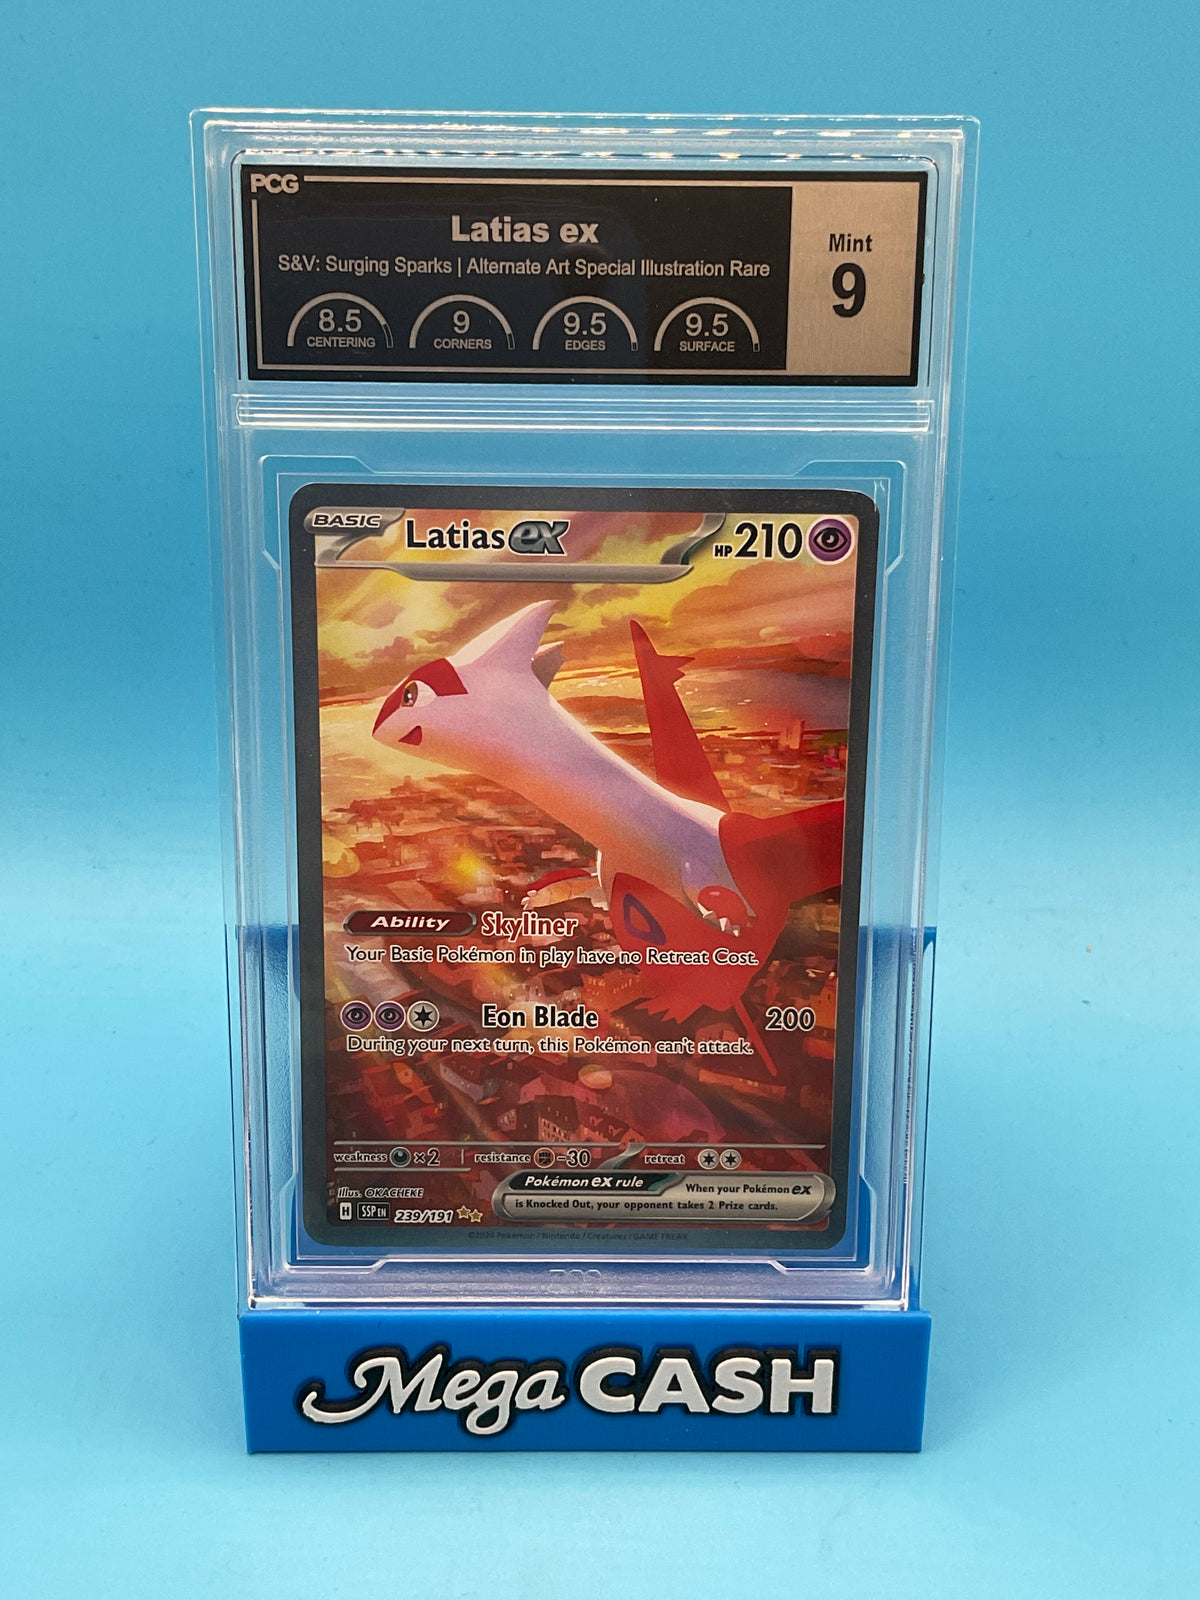 PCG
Latias ex
S&V: Surging Sparks | Alternate Art Special Illustration Rare
8.5 9 9.5 9.5
CENTERING CORNERS EDGES SURFACE
Mint
9
BASIC Latias ex HP 210
Ability Skyliner
Your Basic Pokémon in play have no Retreat Cost.
Eon Blade 200
During your next turn, this Pokémon can't attack.
weakness ×2 resistance -30 retreat
Illus. OKACHEKE
H SSP EN 239/191
Pokémon ex rule When your Pokémon ex
is Knocked Out, your opponent takes 2 Prize cards.
©2024 Pokémon / Nintendo / Creatures / GAME FREAK
Mega CASH